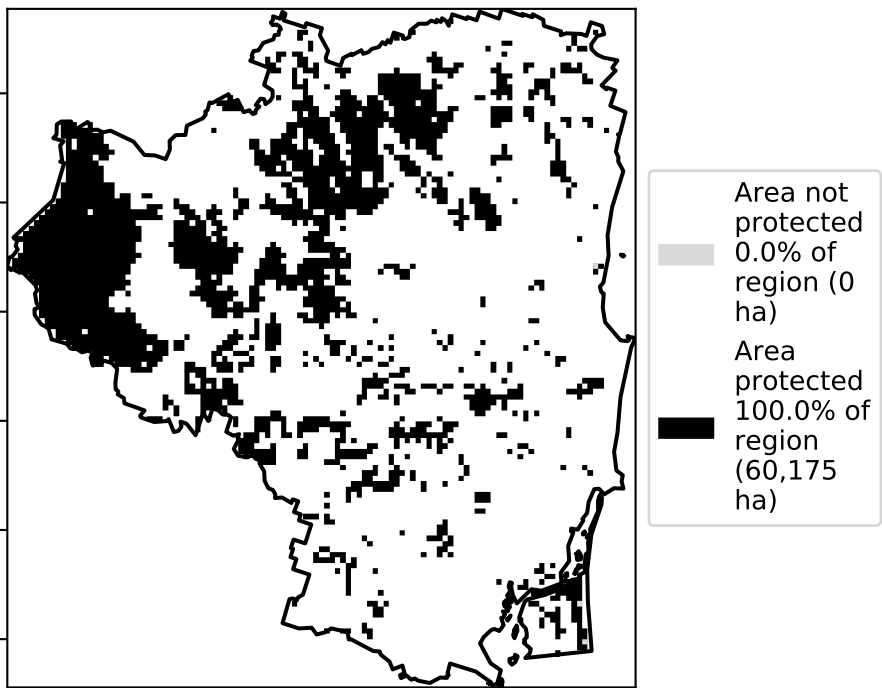 Area not
protected
0.0% of
region (0
ha)
Area
protected
100.0% of
region
(60,175
ha)